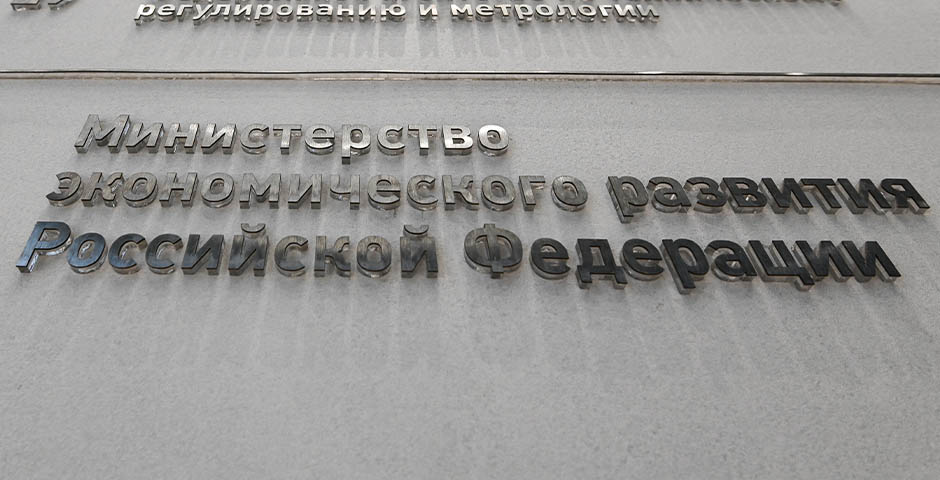 регулированию и метрологии
Министерство
экономического развития
Российской Федерации